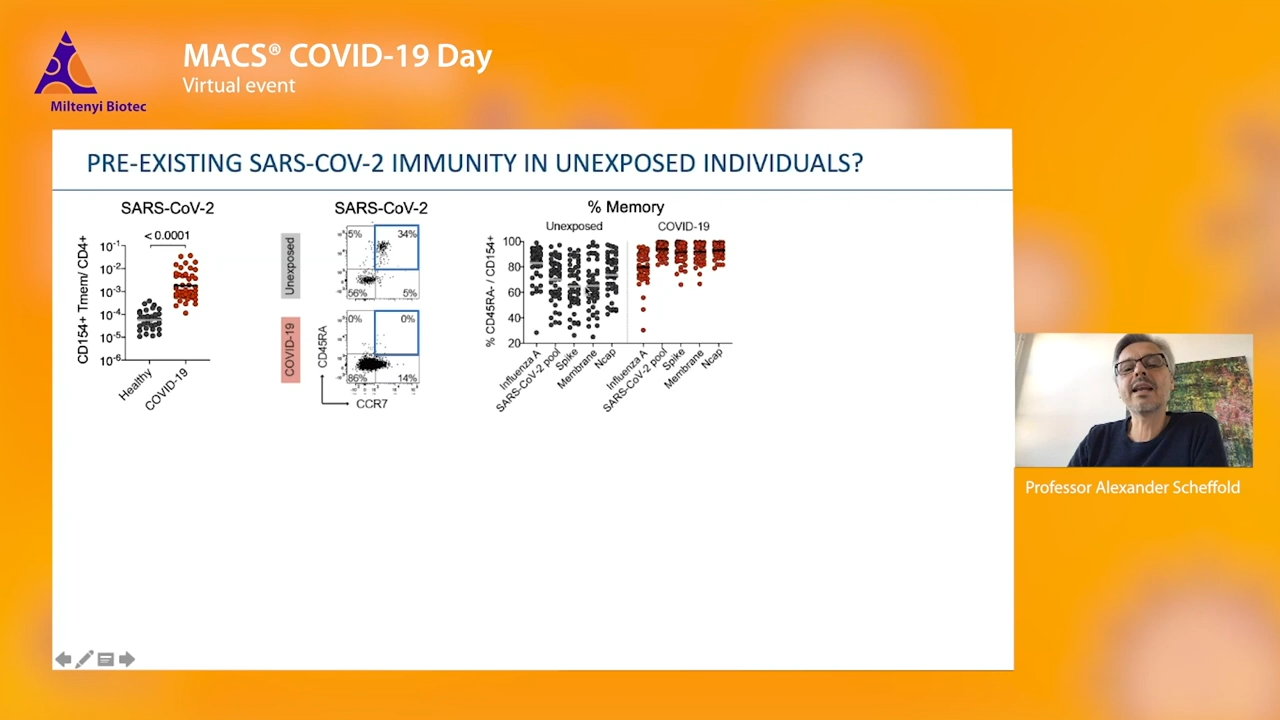 MACS® COVID-19 Day
Virtual event
Miltenyi Biotec
PRE-EXISTING SARS-COV-2 IMMUNITY IN UNEXPOSED INDIVIDUALS?
SARS-CoV-2
< 0.0001
CD154+ Tmem/ CD4+
10-1
10-2
10-3
10-4
10-5
10-6
Healthy
COVID-19
SARS-CoV-2
Unexposed
5%
34%
56%
5%
COVID-19
0%
0%
86%
14%
CD45RA
CCR7
% Memory
Unexposed
COVID-19
% CD45RA- / CD154+
100
80
60
40
20
Influenza A
SARS-CoV-2 pool
Spike
Membrane
Ncap
Influenza A
SARS-CoV-2 pool
Spike
Membrane
Ncap
Professor Alexander Scheffold